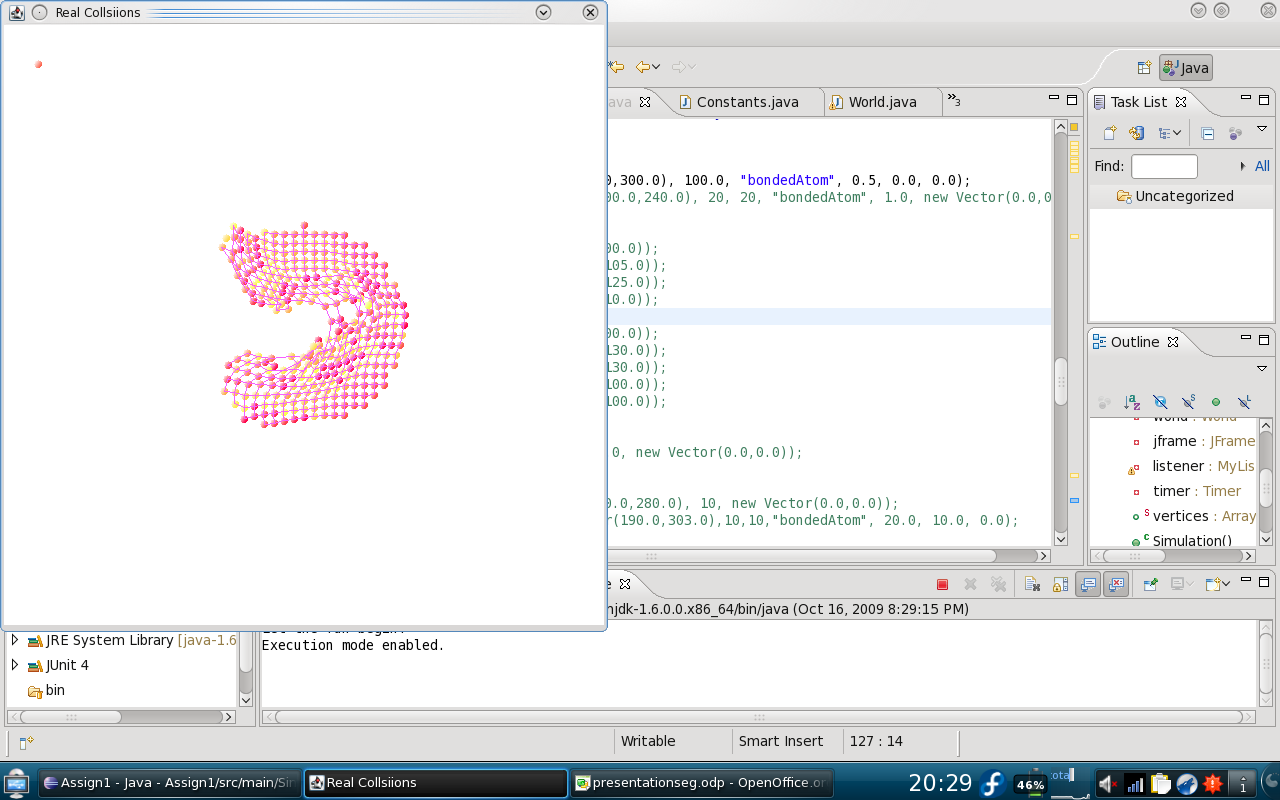 Real Collsiions
Java
ava
Constants.java
World.java
3
Task List
Find:
All
Uncategorized
0,300.0), 100.0, "bondedAtom", 0.5, 0.0, 0.0);
00.0,240.0), 20, 20, "bondedAtom", 1.0, new Vector(0.0,0
00.0));
105.0));
125.0));
10.0));
00.0));
130.0));
130.0));
100.0));
100.0));
0, new Vector(0.0,0.0));
0.0,280.0), 10, new Vector(0.0,0.0));
r(190.0,303.0),10,10,"bondedAtom", 20.0, 10.0, 0.0);
Outline
world : World
jframe : JFrame
listener : MyLis
timer : Timer
vertices : Array
Simulation()
njdk-1.6.0.0.x86_64/bin/java (Oct 16, 2009 8:29:15 PM)
Execution mode enabled.
JRE System Library [java-1.6
JUnit 4
bin
Writable
Smart Insert
127 : 14
Assign1 - Java - Assign1/src/main/Sim
Real Collsiions
presentationseg.odp - OpenOffice.or
20:29
46%
total
1